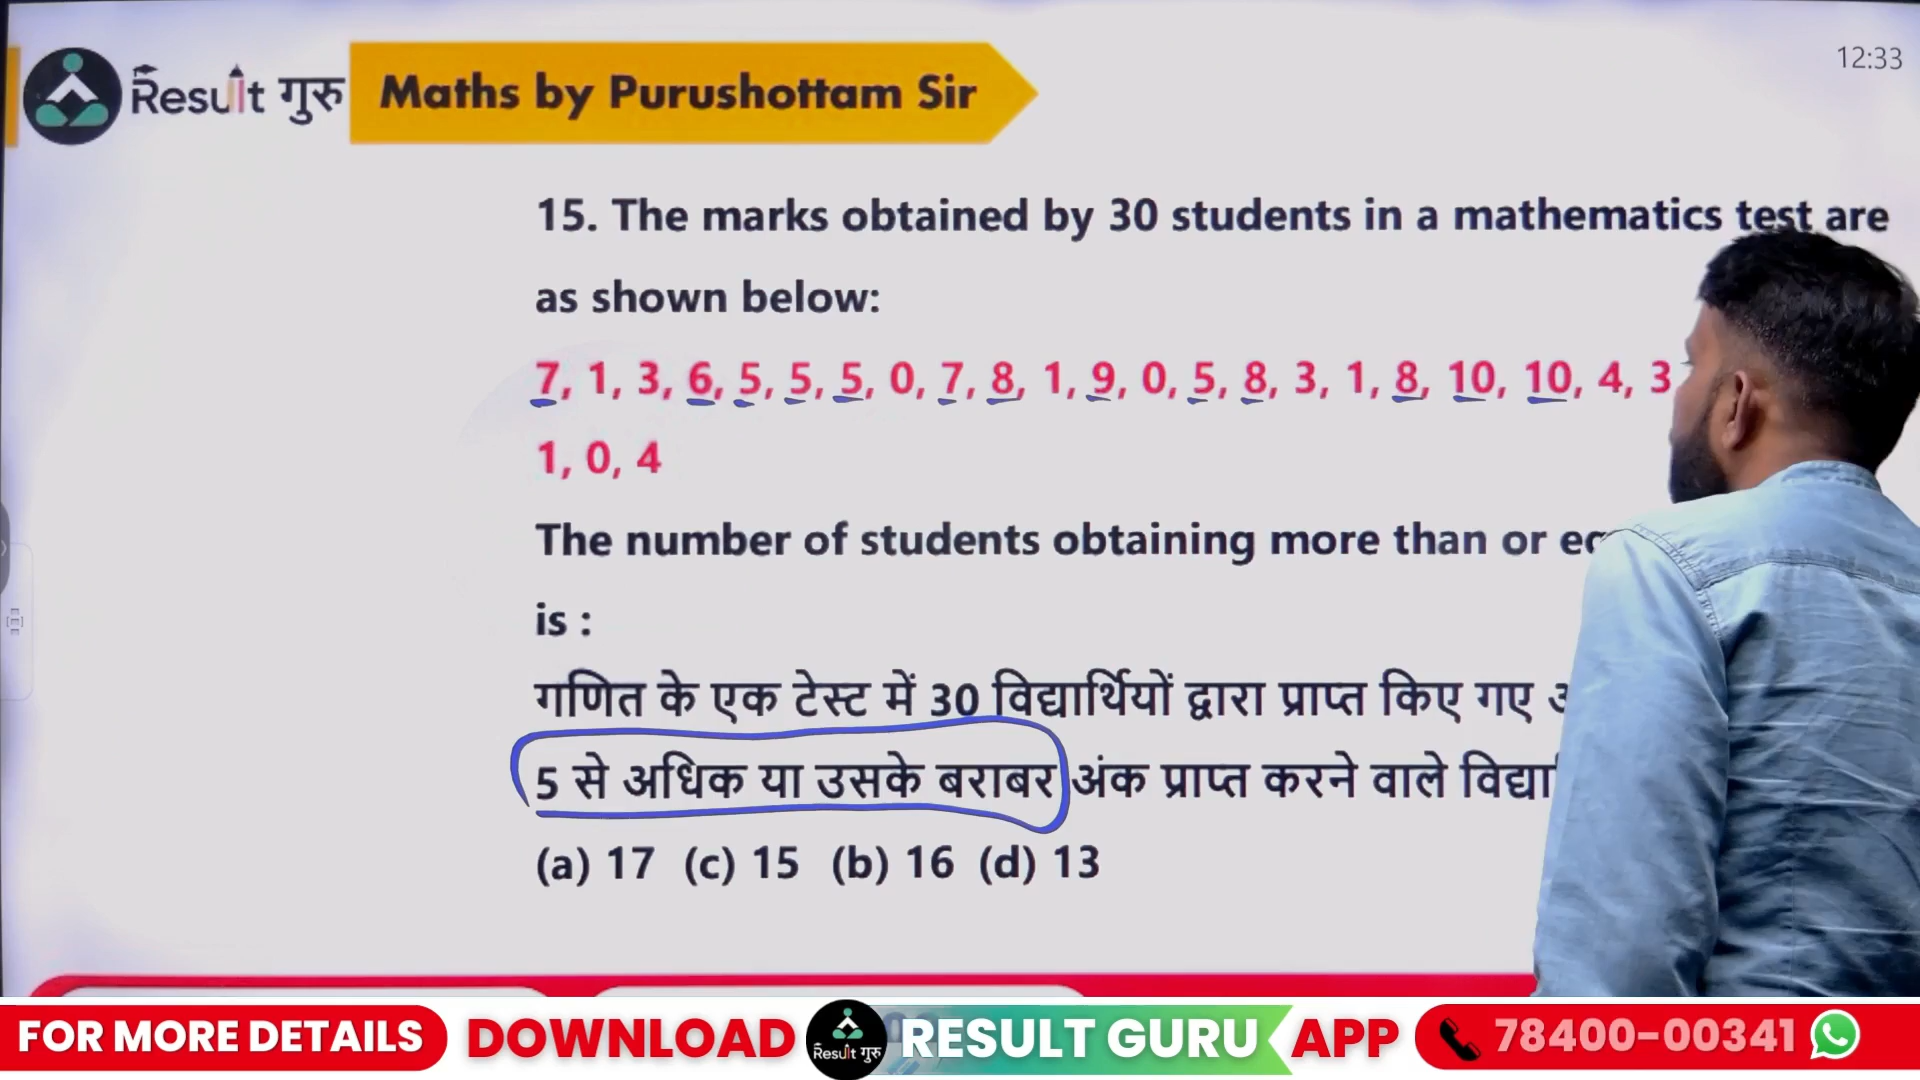 Result गुरु
Maths by Purushottam Sir
12:33
15. The marks obtained by 30 students in a mathematics test are
as shown below:
7, 1, 3, 6, 5, 5, 5, 0, 7, 8, 1, 9, 0, 5, 8, 3, 1, 8, 10, 10, 4, 3
1, 0, 4
The number of students obtaining more than or
is :
गणित के एक टेस्ट में 30 विद्यार्थियों द्वारा प्राप्त किए गए
5 से अधिक या उसके बराबर अंक प्राप्त करने वाले
(a) 17 (c) 15 (b) 16 (d) 13
FOR MORE DETAILS DOWNLOAD Result गुरु RESULT GURU APP 78400-00341